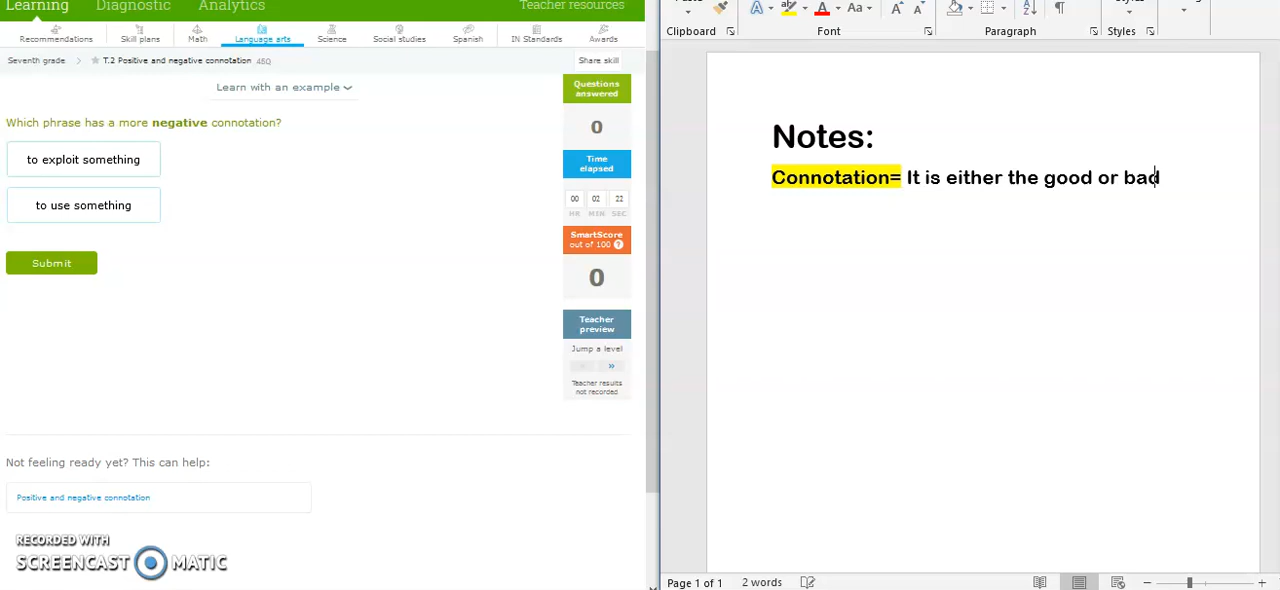 Learning Diagnostic Analytics Teacher resources
Recommendations Skill plans Math Language arts Science Social studies Spanish IN Standards Awards
Seventh grade > T.2 Positive and negative connotation 45Q Share skill
Learn with an example
Questions answered
0
Time elapsed
00 02 22
HR MIN SEC
SmartScore
out of 100 ?
0
Teacher preview
Jump a level
»
Teacher results not recorded
Which phrase has a more negative connotation?
to exploit something
to use something
Submit
Not feeling ready yet? This can help:
Positive and negative connotation
RECORDED WITH
SCREENCAST MATIC
Clipboard Font Paragraph Styles
Aa
Notes:
Connotation= It is either the good or bad
Page 1 of 1 2 words